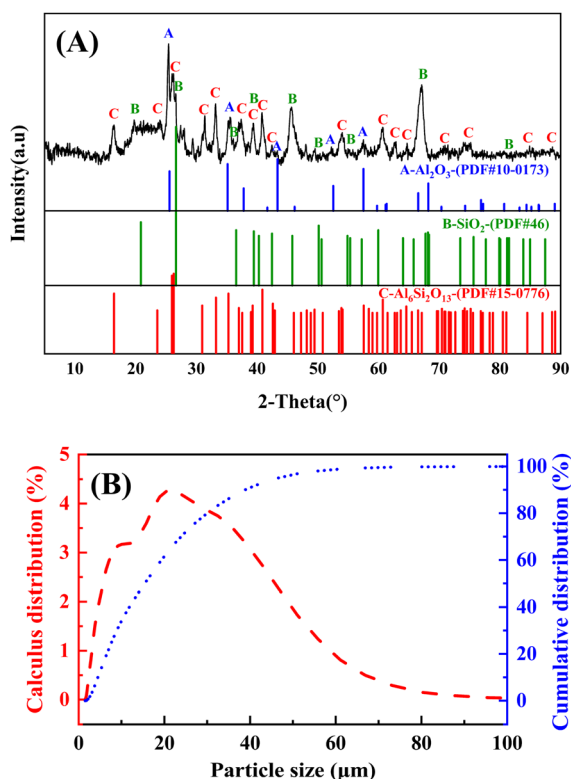 (A)
A
C
B
C
B
C
C
C
A
B
C
B
C
C
C
A
B
B
A
C
B
A
C
C
C
B
C
C
B
C
C
A-Al₂O₃-(PDF#10-0173)
B-SiO₂-(PDF#46)
C-Al₆Si₂O₁₃-(PDF#15-0776)
Intensity(a.u)
10 20 30 40 50 60 70 80 90
2-Theta(°)
(B)
5
4
3
2
1
0
Calculus distribution (%)
100
80
60
40
20
0
Cumulative distribution (%)
0 20 40 60 80 100
Particle size (µm)